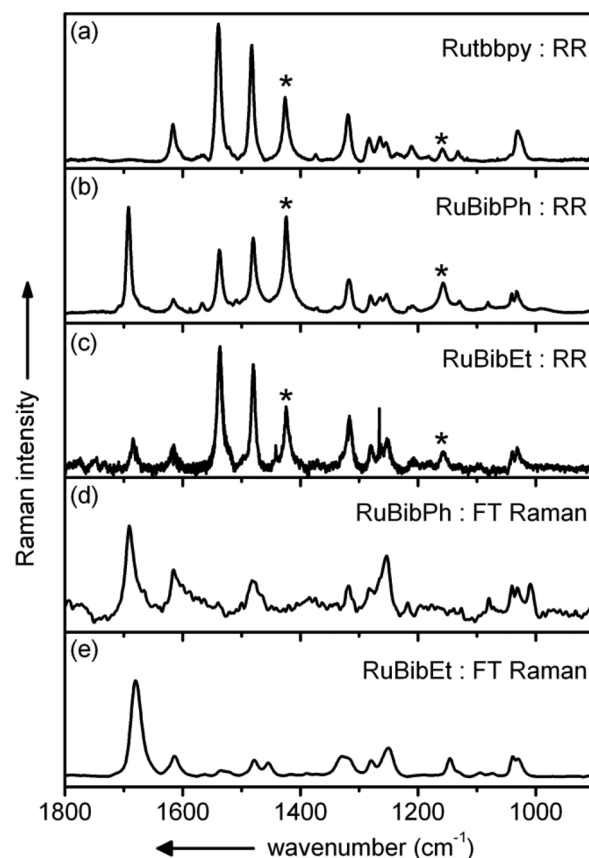 (a)
Rutbbpy : RR
*
*
(b)
RuBibPh : RR
*
*
(c)
RuBibEt : RR
*
*
(d)
RuBibPh : FT Raman
(e)
RuBibEt : FT Raman
Raman intensity
1800 1600 1400 1200 1000
wavenumber (cm⁻¹)